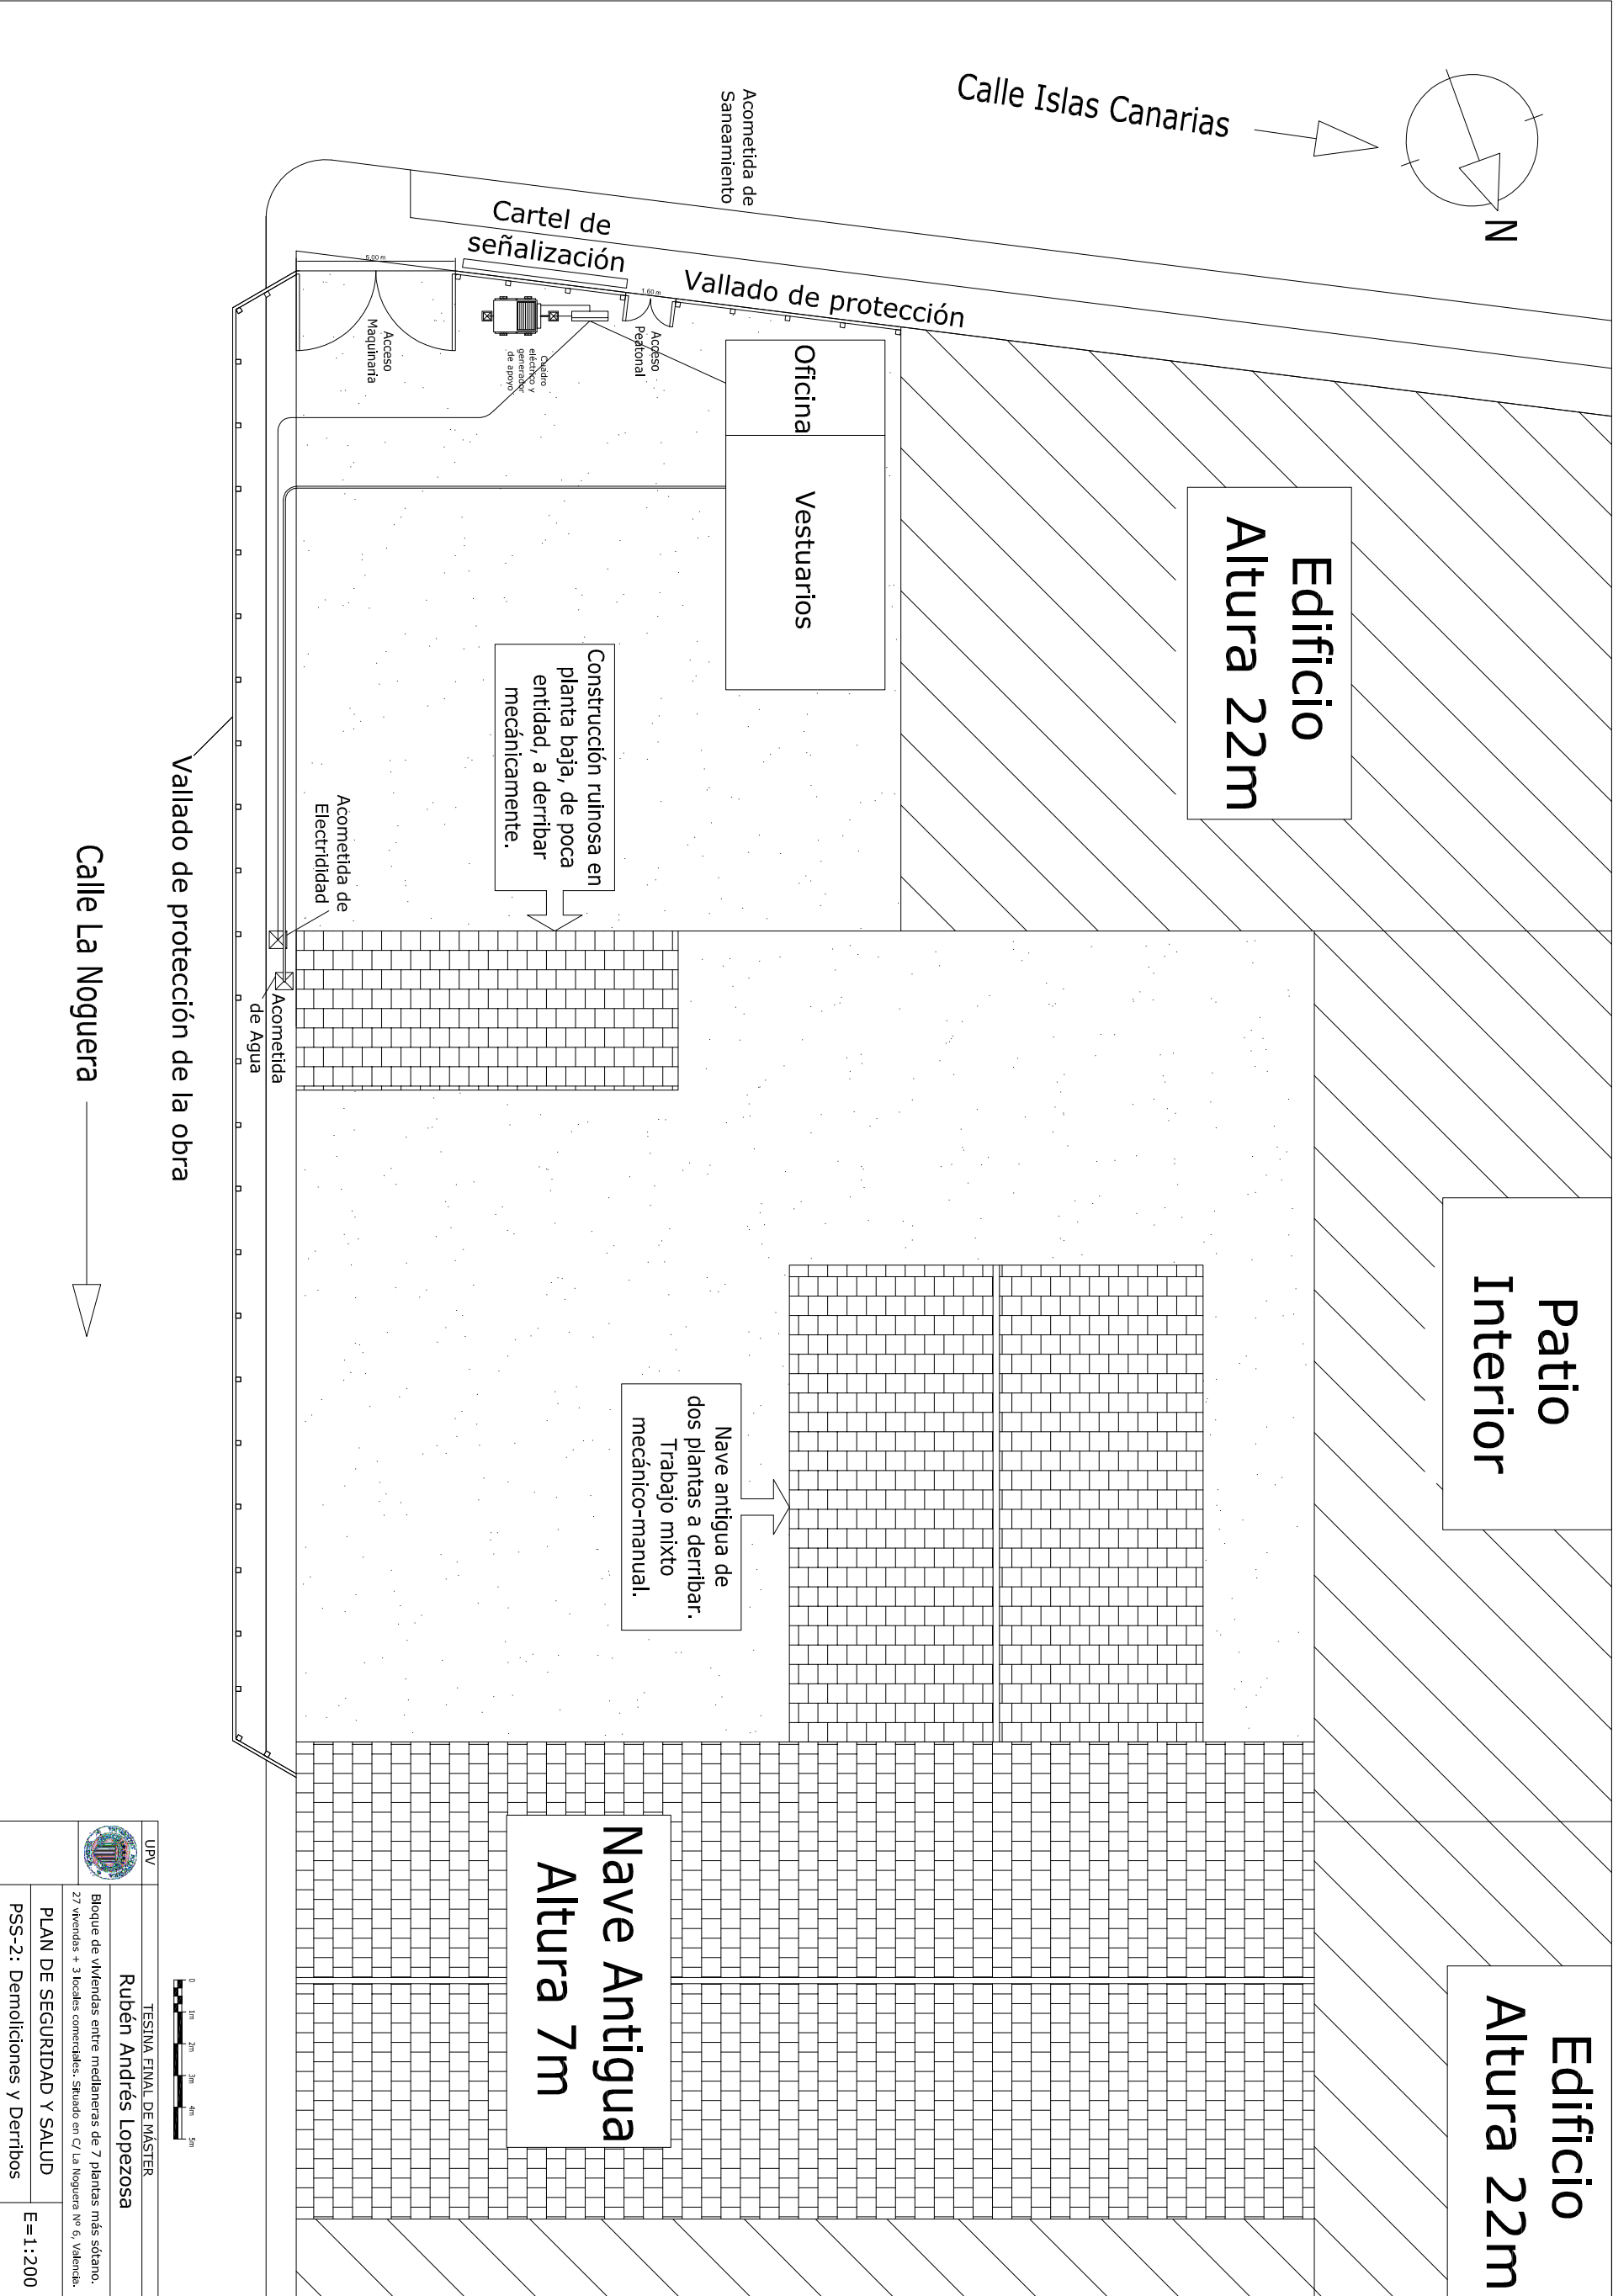 N
Calle Islas Canarias
Acometida de
Saneamiento
Cartel de
señalización
Vallado de protección
5,00 m
1,60 m
Acceso
Maquinaria
Cuadro
eléctrico y
generador
de apoyo
Acceso
Peatonal
Oficina
Vestuarios
Edificio
Altura 22m
Construcción ruinosa en
planta baja, de poca
entidad, a derribar
mecánicamente.
Patio
Interior
Acometida de
Electrididad
Acometida
de Agua
Vallado de protección de la obra
Calle La Noguera
Nave antigua de
dos plantas a derribar.
Trabajo mixto
mecánico-manual.
Edificio
Altura 22m
Nave Antigua
Altura 7m
0 1m 2m 3m 4m 5m
UPV
TESINA FINAL DE MÁSTER
Rubén Andrés Lopezosa
Bloque de viviendas entre medianeras de 7 plantas más sótano.
27 viviendas + 3 locales comerciales. Situado en C/ La Noguera Nº 6, Valencia.
PLAN DE SEGURIDAD Y SALUD
PSS-2: Demoliciones y Derribos
E=1:200